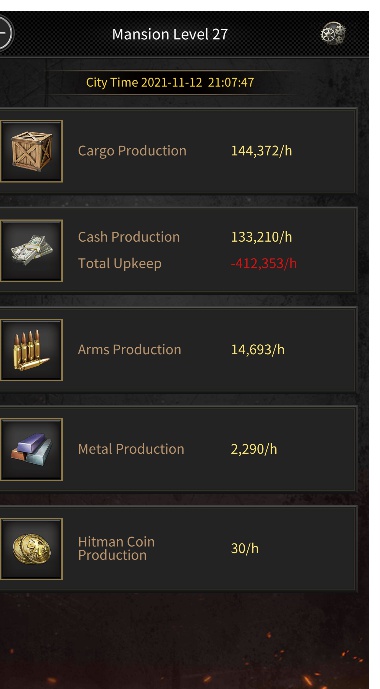 Mansion Level 27
City Time 2021-11-12 21:07:47
Cargo Production 144,372/h
Cash Production 133,210/h
Total Upkeep -412,353/h
Arms Production 14,693/h
Metal Production 2,290/h
Hitman Coin
Production 30/h